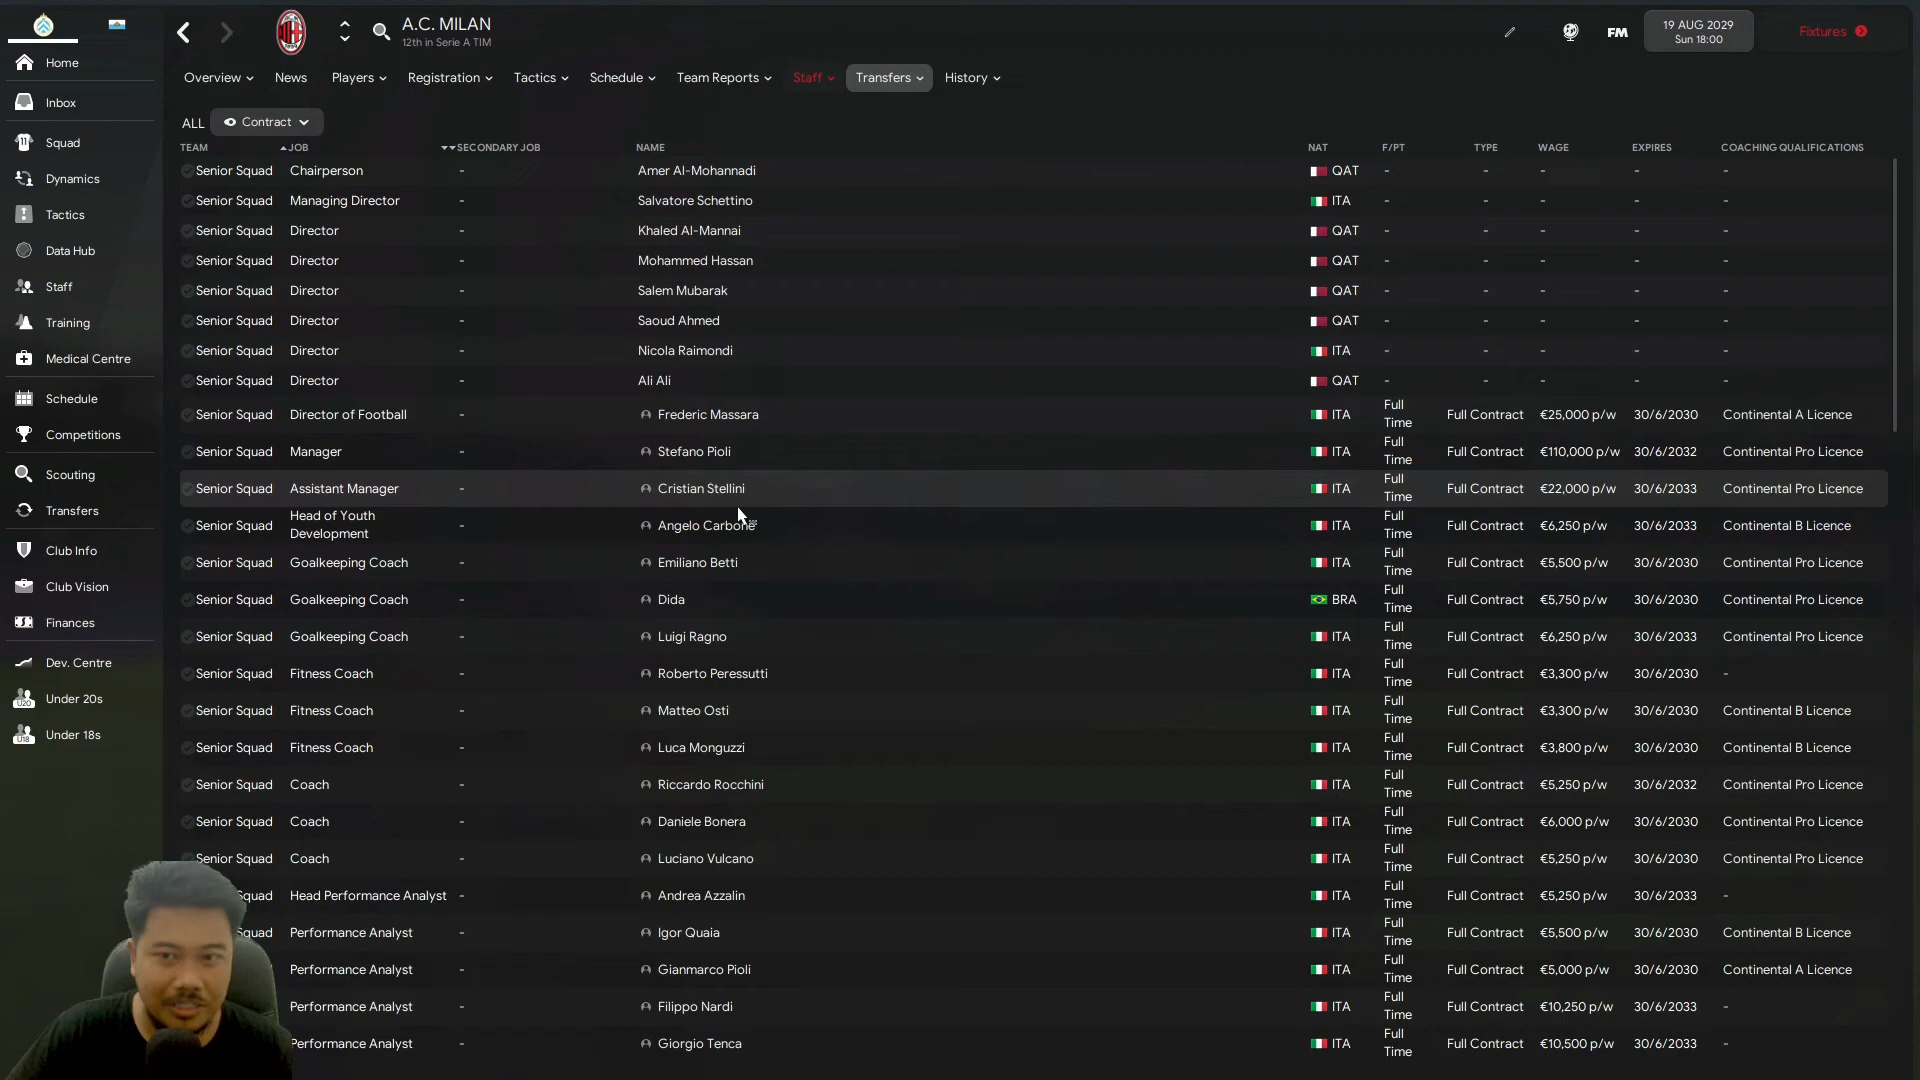 A.C. MILAN
12th in Serie A TIM
FM
19 AUG 2029
Sun 18:00
Fixtures
Home
Inbox
Squad
Dynamics
Tactics
Data Hub
Staff
Training
Medical Centre
Schedule
Competitions
Scouting
Transfers
Club Info
Club Vision
Finances
Dev. Centre
U20 Under 20s
U18 Under 18s
Overview News Players Registration Tactics Schedule Team Reports Staff Transfers History
ALL Contract
TEAM JOB SECONDARY JOB NAME NAT F/PT TYPE WAGE EXPIRES COACHING QUALIFICATIONS
Senior Squad Chairperson - Amer Al-Mohannadi QAT - - - - -
Senior Squad Managing Director - Salvatore Schettino ITA - - - - -
Senior Squad Director - Khaled Al-Mannai QAT - - - - -
Senior Squad Director - Mohammed Hassan QAT - - - - -
Senior Squad Director - Salem Mubarak QAT - - - - -
Senior Squad Director - Saoud Ahmed QAT - - - - -
Senior Squad Director - Nicola Raimondi ITA - - - - -
Senior Squad Director - Ali Ali QAT - - - - -
Senior Squad Director of Football - Frederic Massara ITA Full Time Full Contract €25,000 p/w 30/6/2030 Continental A Licence
Senior Squad Manager - Stefano Pioli ITA Full Time Full Contract €110,000 p/w 30/6/2032 Continental Pro Licence
Senior Squad Assistant Manager - Cristian Stellini ITA Full Time Full Contract €22,000 p/w 30/6/2033 Continental Pro Licence
Senior Squad Head of Youth Development - Angelo Carbone ITA Full Time Full Contract €6,250 p/w 30/6/2033 Continental B Licence
Senior Squad Goalkeeping Coach - Emiliano Betti ITA Full Time Full Contract €5,500 p/w 30/6/2030 Continental Pro Licence
Senior Squad Goalkeeping Coach - Dida BRA Full Time Full Contract €5,750 p/w 30/6/2030 Continental Pro Licence
Senior Squad Goalkeeping Coach - Luigi Ragno ITA Full Time Full Contract €6,250 p/w 30/6/2033 Continental Pro Licence
Senior Squad Fitness Coach - Roberto Peressutti ITA Full Time Full Contract €3,300 p/w 30/6/2030 -
Senior Squad Fitness Coach - Matteo Osti ITA Full Time Full Contract €3,300 p/w 30/6/2030 Continental B Licence
Senior Squad Fitness Coach - Luca Monguzzi ITA Full Time Full Contract €3,800 p/w 30/6/2030 Continental B Licence
Senior Squad Coach - Riccardo Rocchini ITA Full Time Full Contract €5,250 p/w 30/6/2032 Continental Pro Licence
Senior Squad Coach - Daniele Bonera ITA Full Time Full Contract €6,000 p/w 30/6/2030 Continental Pro Licence
Senior Squad Coach - Luciano Vulcano ITA Full Time Full Contract €5,250 p/w 30/6/2030 Continental Pro Licence
Squad Head Performance Analyst - Andrea Azzalin ITA Full Time Full Contract €5,250 p/w 30/6/2033 -
Squad Performance Analyst - Igor Quaia ITA Full Time Full Contract €5,500 p/w 30/6/2030 Continental B Licence
Performance Analyst - Gianmarco Pioli ITA Full Time Full Contract €5,000 p/w 30/6/2030 Continental A Licence
Performance Analyst - Filippo Nardi ITA Full Time Full Contract €10,250 p/w 30/6/2033 -
Performance Analyst - Giorgio Tenca ITA Full Time Full Contract €10,500 p/w 30/6/2033 -